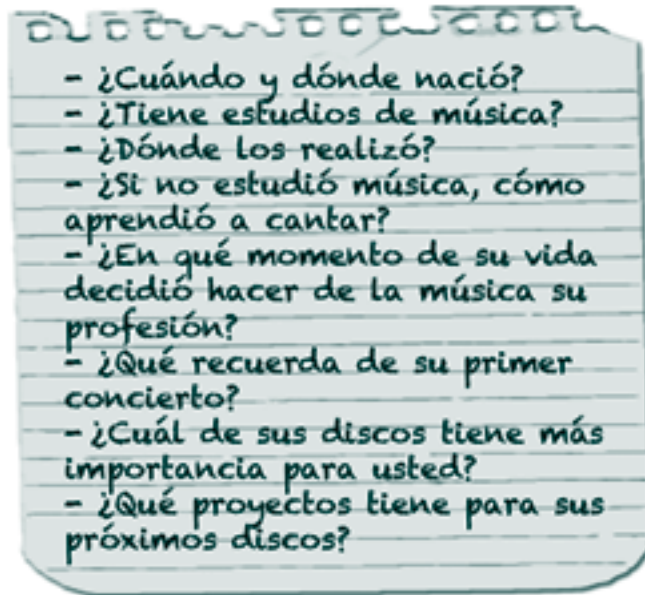 - ¿Cuándo y dónde nació?
- ¿Tiene estudios de música?
- ¿Dónde los realizó?
- ¿Si no estudió música, cómo
aprendió a cantar?
- ¿En qué momento de su vida
decidió hacer de la música su
profesión?
- ¿Qué recuerda de su primer
concierto?
- ¿Cuál de sus discos tiene más
importancia para usted?
- ¿Qué proyectos tiene para sus
próximos discos?